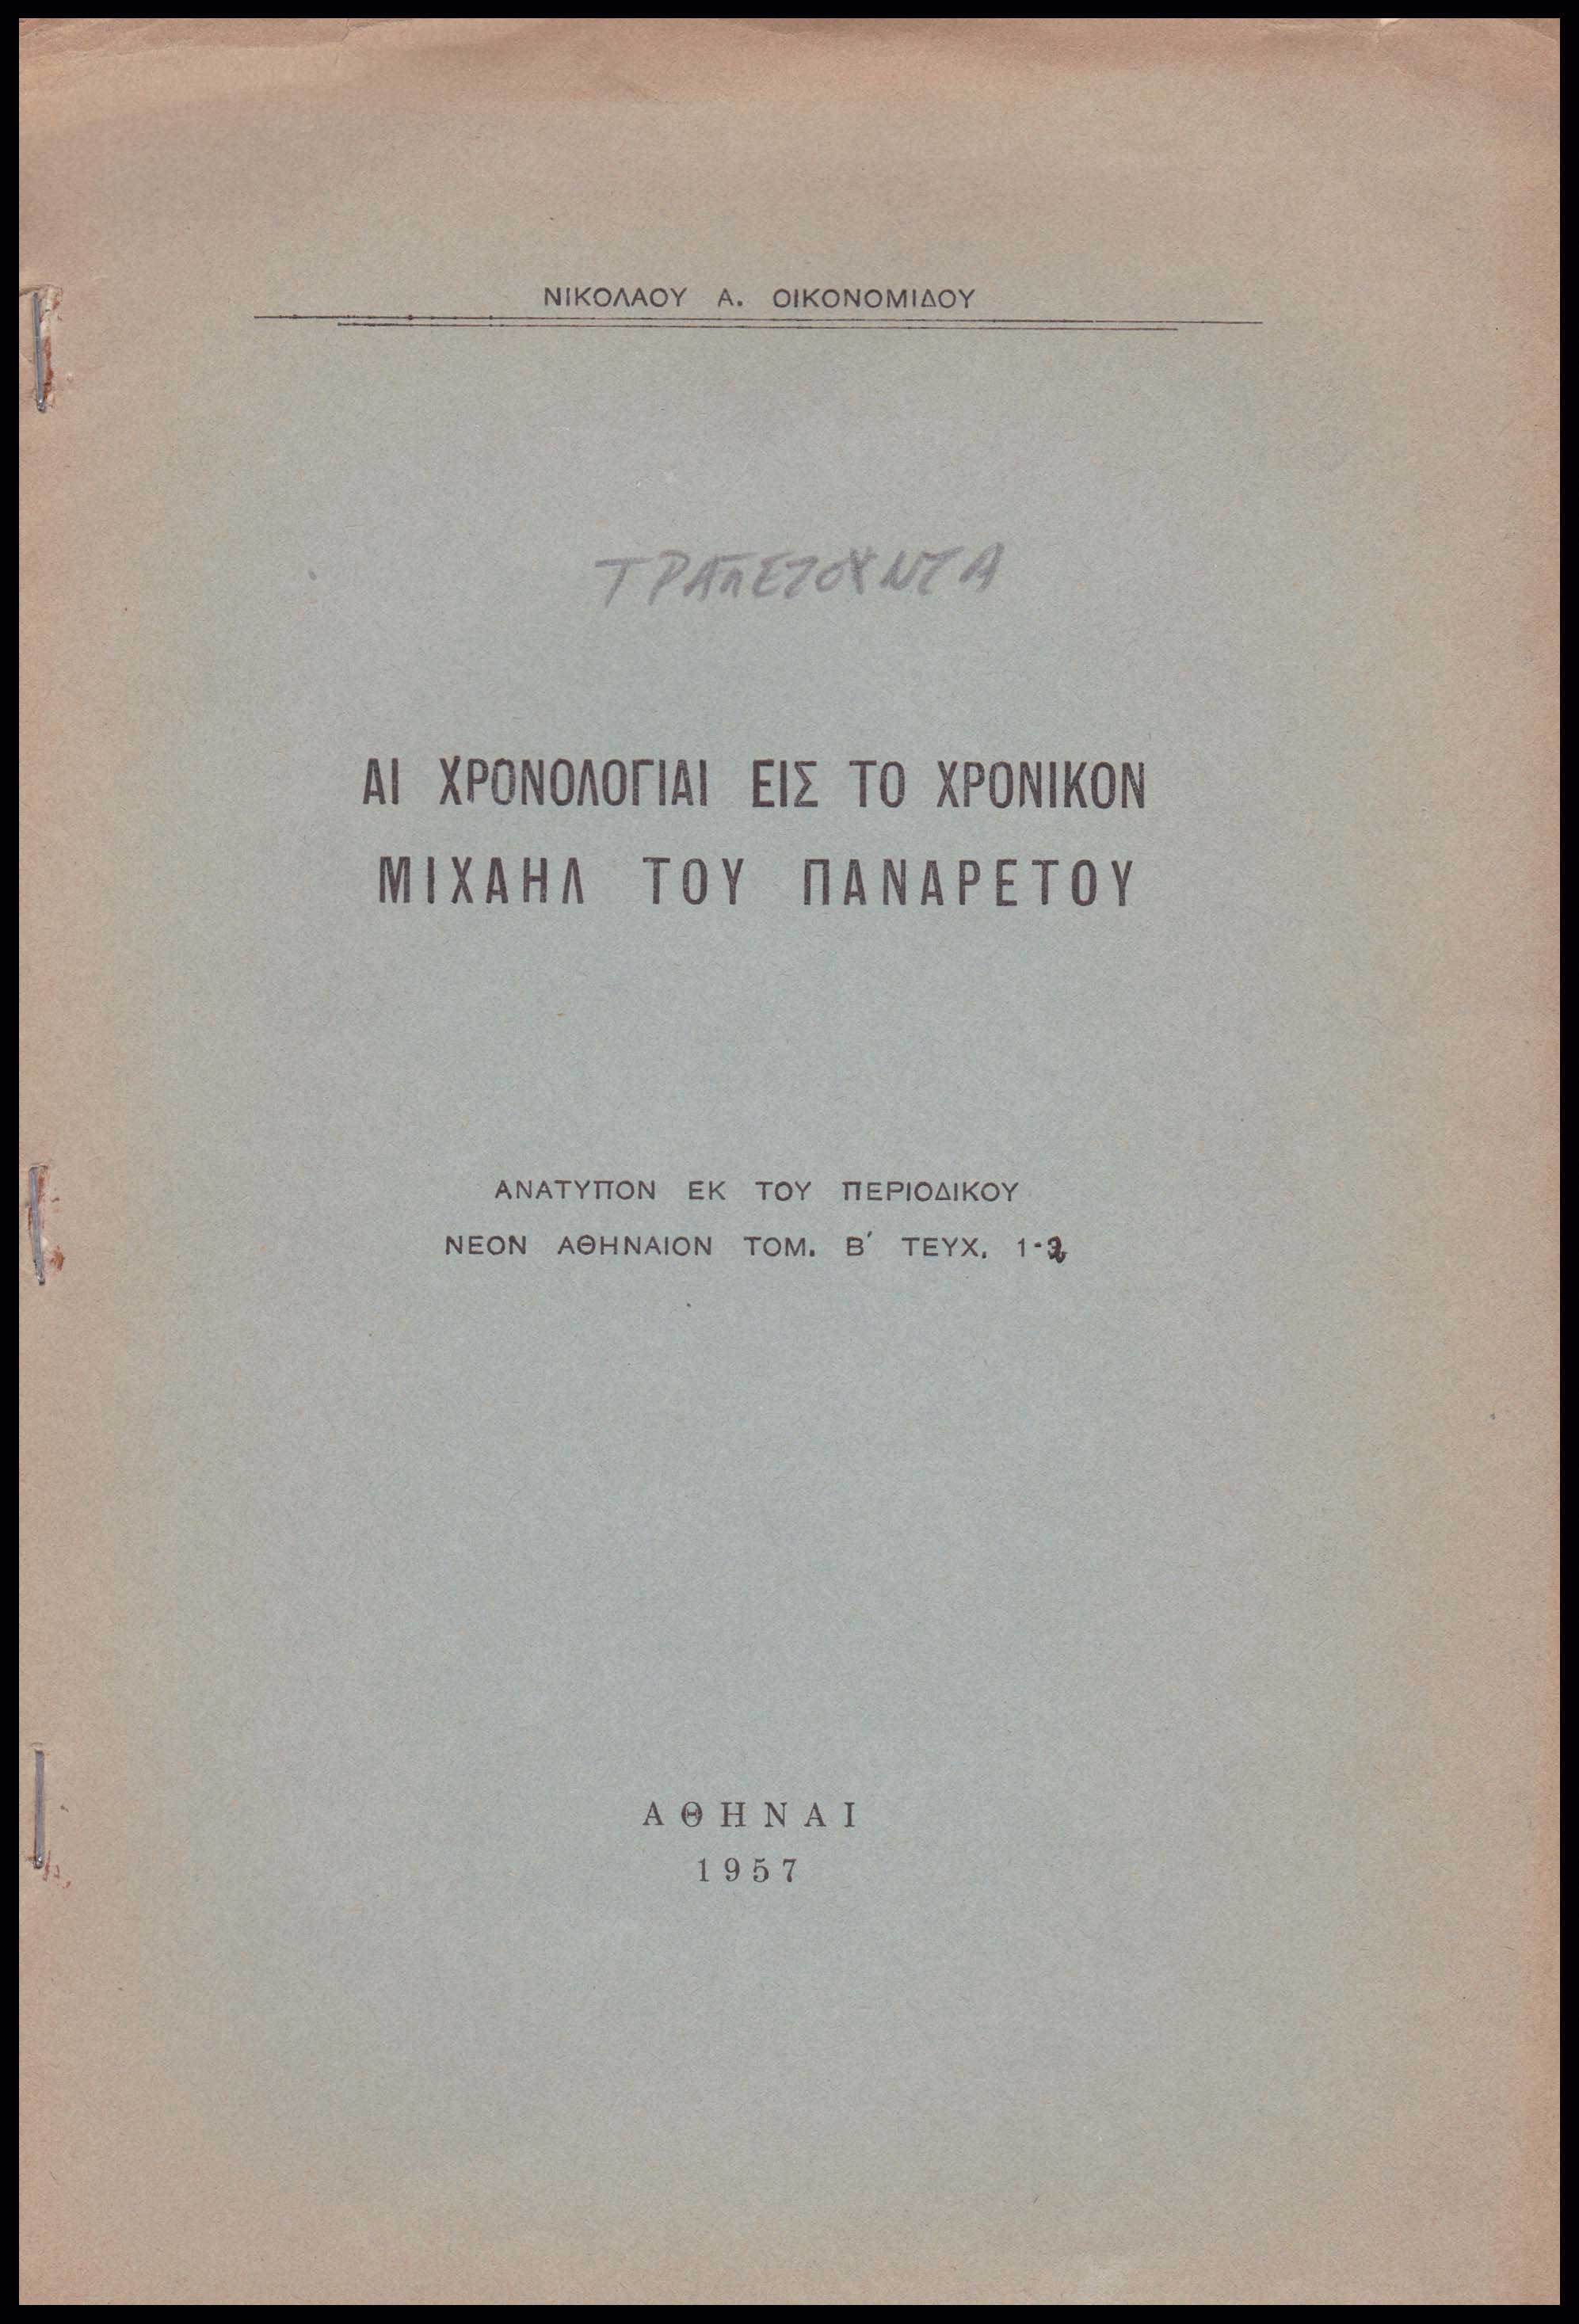 ΝΙΚΟΛΑΟΥ Α. ΟΙΚΟΝΟΜΙΔΟΥ
ΤΡΑΠΕΖΟΥΝΤΑ
ΑΙ ΧΡΟΝΟΛΟΓΙΑΙ ΕΙΣ ΤΟ ΧΡΟΝΙΚΟΝ
ΜΙΧΑΗΛ ΤΟΥ ΠΑΝΑΡΕΤΟΥ
ΑΝΑΤΥΠΟΝ ΕΚ ΤΟΥ ΠΕΡΙΟΔΙΚΟΥ
ΝΕΟΝ ΑΘΗΝΑΙΟΝ ΤΟΜ. Β΄ ΤΕΥΧ. 1-2
ΑΘΗΝΑΙ
1957